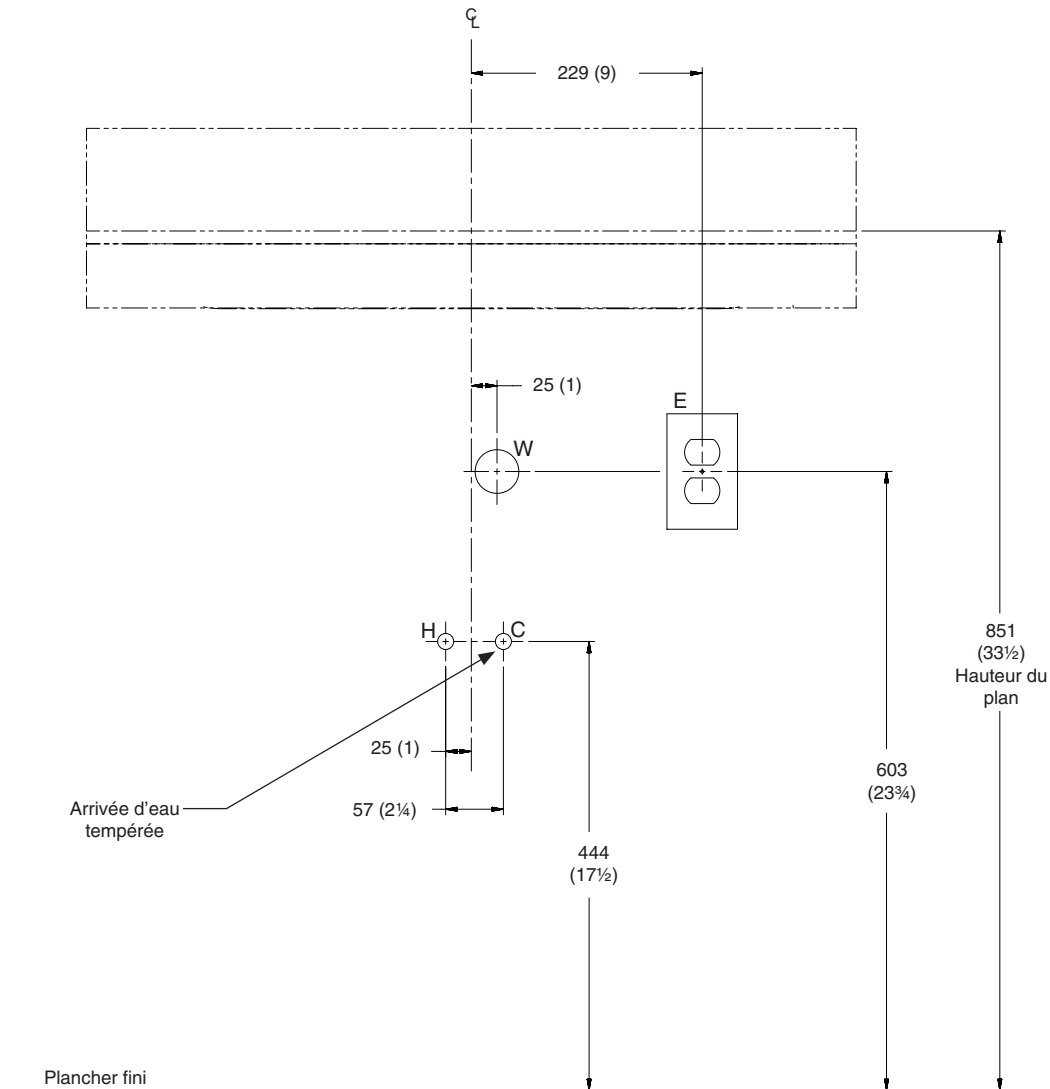 ℄
229 (9)
25 (1)
E
W
H
C
851
(33½)
Hauteur du
plan
25 (1)
603
(23¾)
57 (2¼)
Arrivée d'eau
tempérée
444
(17½)
Plancher fini